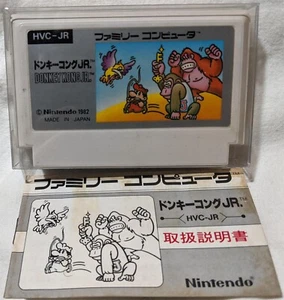 HVC-JR
ファミリー コンピュータ
ドンキーコングJR.™
DONKEY KONG JR.™
© Nintendo 1982
MADE IN JAPAN
ファミリー コンピュータ
ドンキーコングJR.™
HVC-JR
取扱説明書
Nintendo